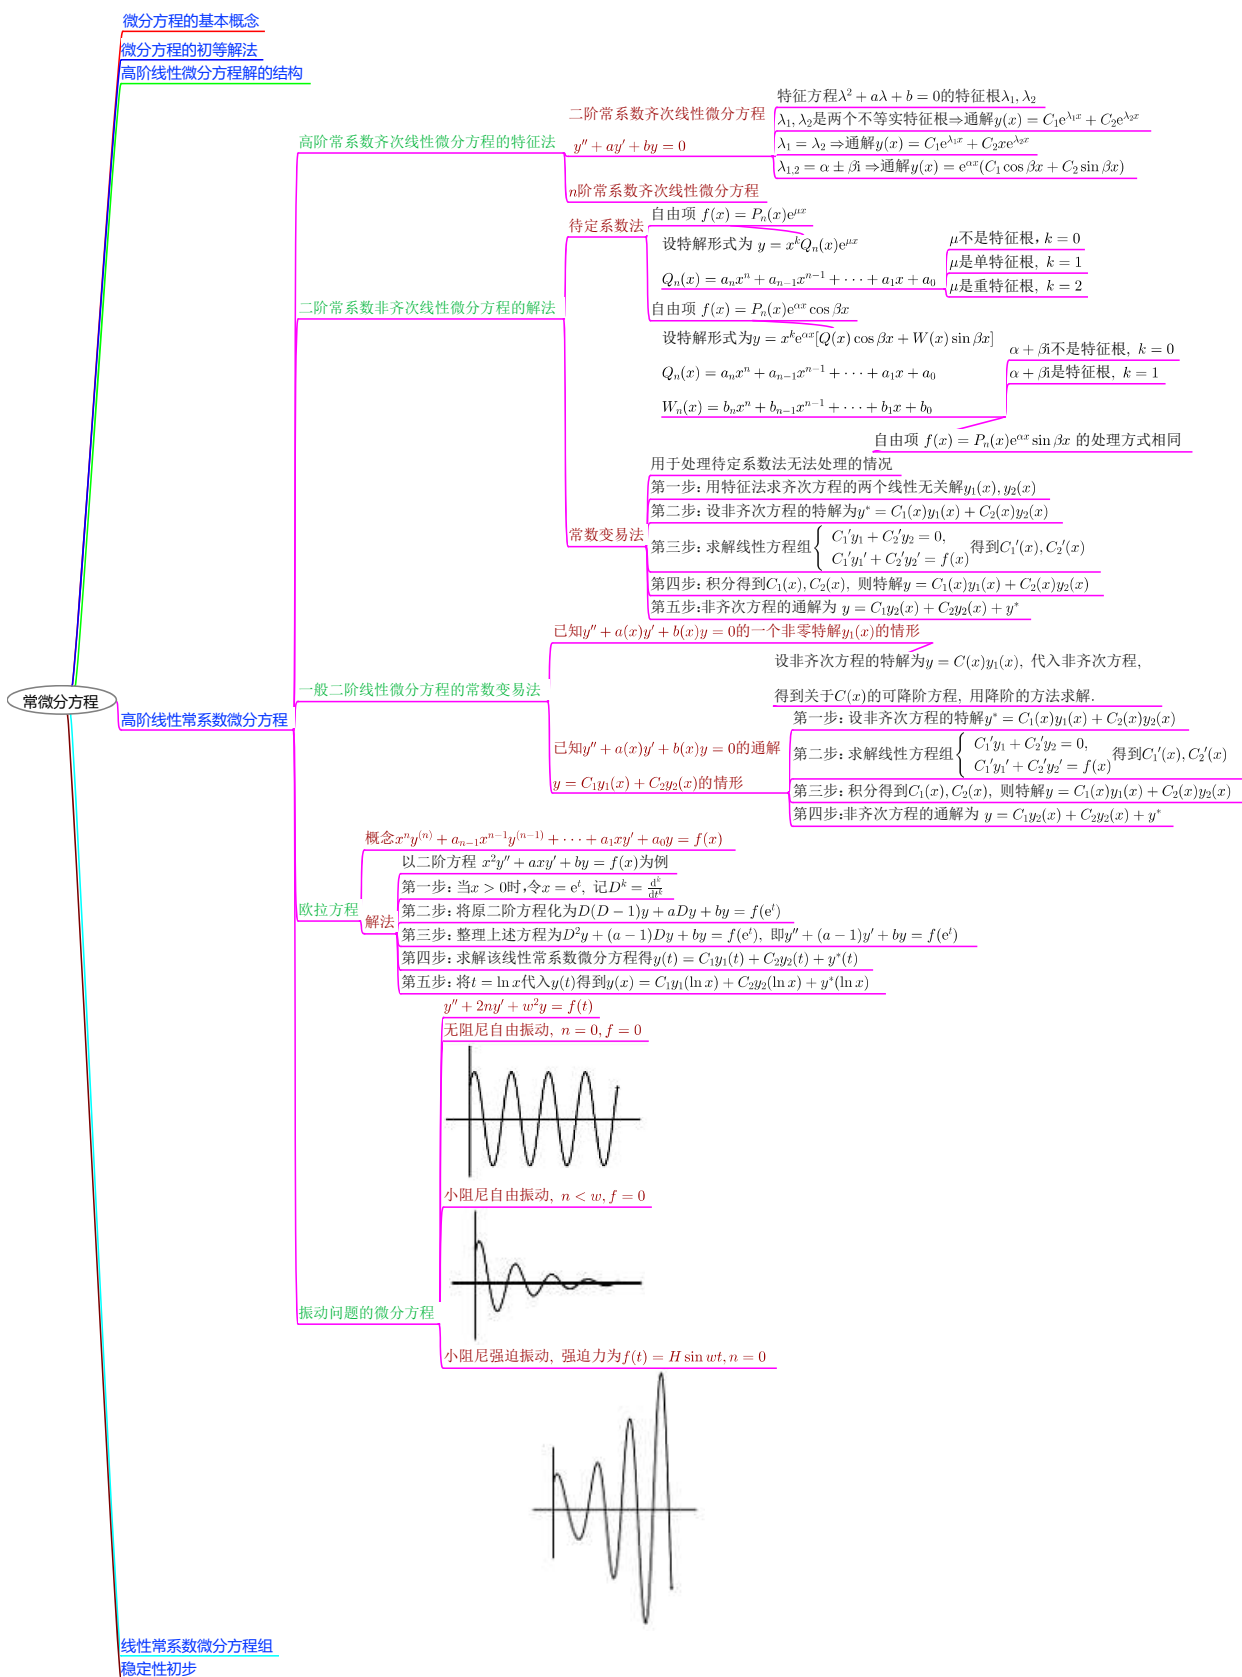 微分方程的基本概念
微分方程的初等解法
高阶线性微分方程解的结构
常微分方程
高阶线性常系数微分方程
高阶常系数齐次线性微分方程的特征法
二阶常系数齐次线性微分方程
y″ + ay′ + by = 0
特征方程λ² + aλ + b = 0的特征根λ₁, λ₂
λ₁, λ₂是两个不等实特征根⇒通解y(x) = C₁e^{λ₁x} + C₂e^{λ₂x}
λ₁ = λ₂ ⇒通解y(x) = C₁e^{λ₁x} + C₂xe^{λ₂x}
λ₁,₂ = α ± βi ⇒通解y(x) = e^{αx}(C₁ cos βx + C₂ sin βx)
n阶常系数齐次线性微分方程
二阶常系数非齐次线性微分方程的解法
待定系数法
自由项 f(x) = Pₙ(x)e^{μx}
设特解形式为 y = x^kQₙ(x)e^{μx}
Qₙ(x) = aₙxⁿ + aₙ₋₁xⁿ⁻¹ + · · · + a₁x + a₀
μ不是特征根, k = 0
μ是单特征根, k = 1
μ是重特征根, k = 2
自由项 f(x) = Pₙ(x)e^{αx} cos βx
设特解形式为y = x^ke^{αx}[Q(x) cos βx + W(x) sin βx]
Qₙ(x) = aₙxⁿ + aₙ₋₁xⁿ⁻¹ + · · · + a₁x + a₀
Wₙ(x) = bₙxⁿ + bₙ₋₁xⁿ⁻¹ + · · · + b₁x + b₀
α + βi不是特征根, k = 0
α + βi是特征根, k = 1
自由项 f(x) = Pₙ(x)e^{αx} sin βx 的处理方式相同
常数变易法
用于处理待定系数法无法处理的情况
第一步: 用特征法求齐次方程的两个线性无关解y₁(x), y₂(x)
第二步: 设非齐次方程的特解为y* = C₁(x)y₁(x) + C₂(x)y₂(x)
第三步: 求解线性方程组{ C₁′y₁ + C₂′y₂ = 0,
C₁′y₁′ + C₂′y₂′ = f(x) 得到C₁′(x), C₂′(x)
第四步: 积分得到C₁(x), C₂(x), 则特解y = C₁(x)y₁(x) + C₂(x)y₂(x)
第五步:非齐次方程的通解为 y = C₁y₂(x) + C₂y₂(x) + y*
一般二阶线性微分方程的常数变易法
已知y″ + a(x)y′ + b(x)y = 0的一个非零特解y₁(x)的情形
设非齐次方程的特解为y = C(x)y₁(x), 代入非齐次方程,
得到关于C(x)的可降阶方程, 用降阶的方法求解.
已知y″ + a(x)y′ + b(x)y = 0的通解
y = C₁y₁(x) + C₂y₂(x)的情形
第一步: 设非齐次方程的特解y* = C₁(x)y₁(x) + C₂(x)y₂(x)
第二步: 求解线性方程组{ C₁′y₁ + C₂′y₂ = 0,
C₁′y₁′ + C₂′y₂′ = f(x) 得到C₁′(x), C₂′(x)
第三步: 积分得到C₁(x), C₂(x), 则特解y = C₁(x)y₁(x) + C₂(x)y₂(x)
第四步:非齐次方程的通解为 y = C₁y₂(x) + C₂y₂(x) + y*
欧拉方程
概念xⁿy⁽ⁿ⁾ + aₙ₋₁xⁿ⁻¹y⁽ⁿ⁻¹⁾ + · · · + a₁xy′ + a₀y = f(x)
解法
以二阶方程 x²y″ + axy′ + by = f(x)为例
第一步: 当x > 0时,令x = e^t, 记D^k = d^k/dt^k
第二步: 将原二阶方程化为D(D − 1)y + aDy + by = f(e^t)
第三步: 整理上述方程为D²y + (a − 1)Dy + by = f(e^t), 即y″ + (a − 1)y′ + by = f(e^t)
第四步: 求解该线性常系数微分方程得y(t) = C₁y₁(t) + C₂y₂(t) + y*(t)
第五步: 将t = ln x代入y(t)得到y(x) = C₁y₁(ln x) + C₂y₂(ln x) + y*(ln x)
振动问题的微分方程
y″ + 2ny′ + w²y = f(t)
无阻尼自由振动, n = 0, f = 0
小阻尼自由振动, n < w, f = 0
小阻尼强迫振动, 强迫力为f(t) = H sin wt, n = 0
线性常系数微分方程组
稳定性初步